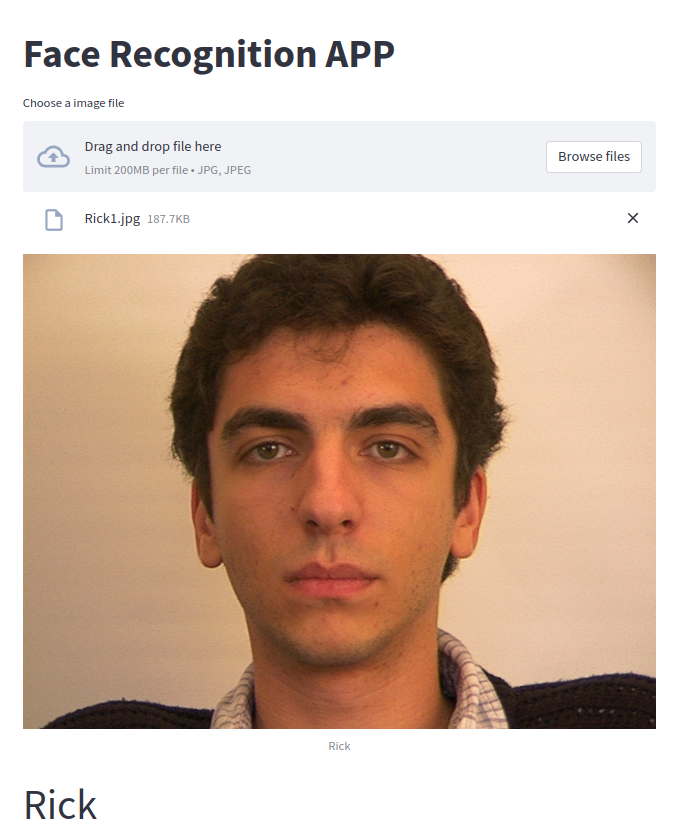 Face Recognition APP
Choose a image file
Drag and drop file here
Limit 200MB per file • JPG, JPEG
Browse files
Rick1.jpg 187.7KB
Rick
Rick